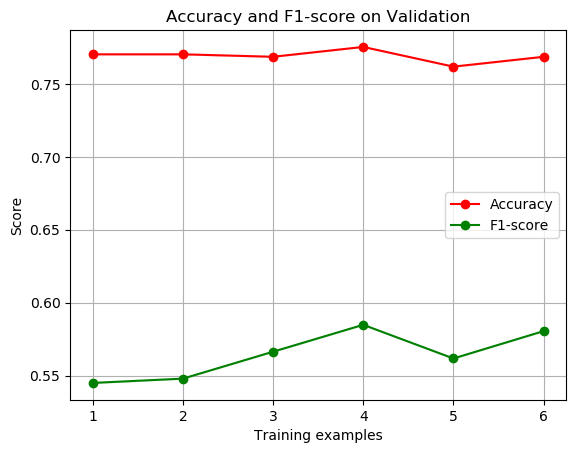 Accuracy and F1-score on Validation
Score
0.75
0.70
0.65
0.60
0.55
Accuracy
F1-score
1 2 3 4 5 6
Training examples